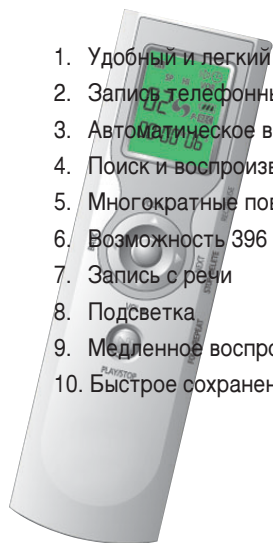 1. Удобный и легкий
2. Запись телефонны
3. Автоматическое в
4. Поиск и воспроизв
5. Многократные пов
6. Возможность 396
7. Запись с речи
8. Подсветка
9. Медленное воспро
10. Быстрое сохранен
PLAY/STOP